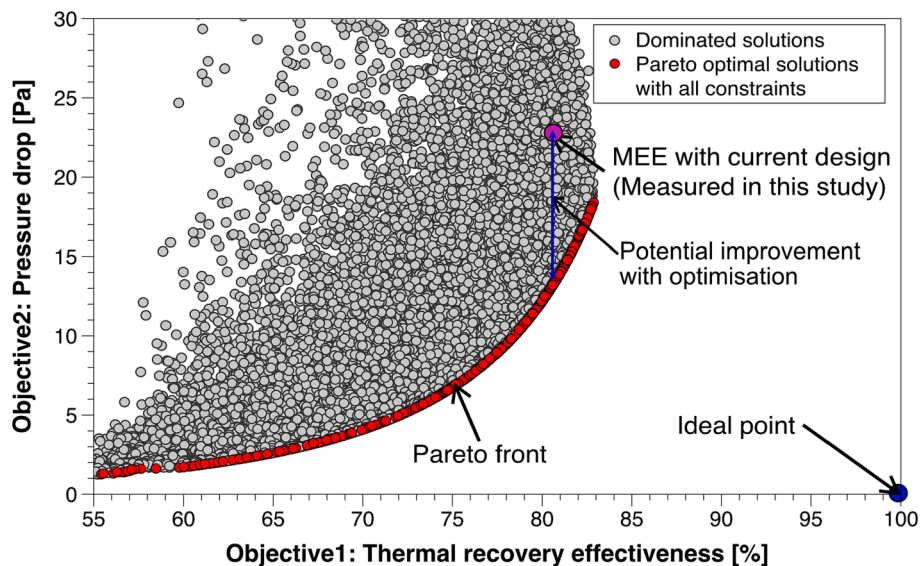 30
25
20
15
10
5
0
Objective2: Pressure drop [Pa]
Dominated solutions
Pareto optimal solutions
with all constraints
MEE with current design
(Measured in this study)
Potential improvement
with optimisation
Ideal point
Pareto front
55 60 65 70 75 80 85 90 95 100
Objective1: Thermal recovery effectiveness [%]